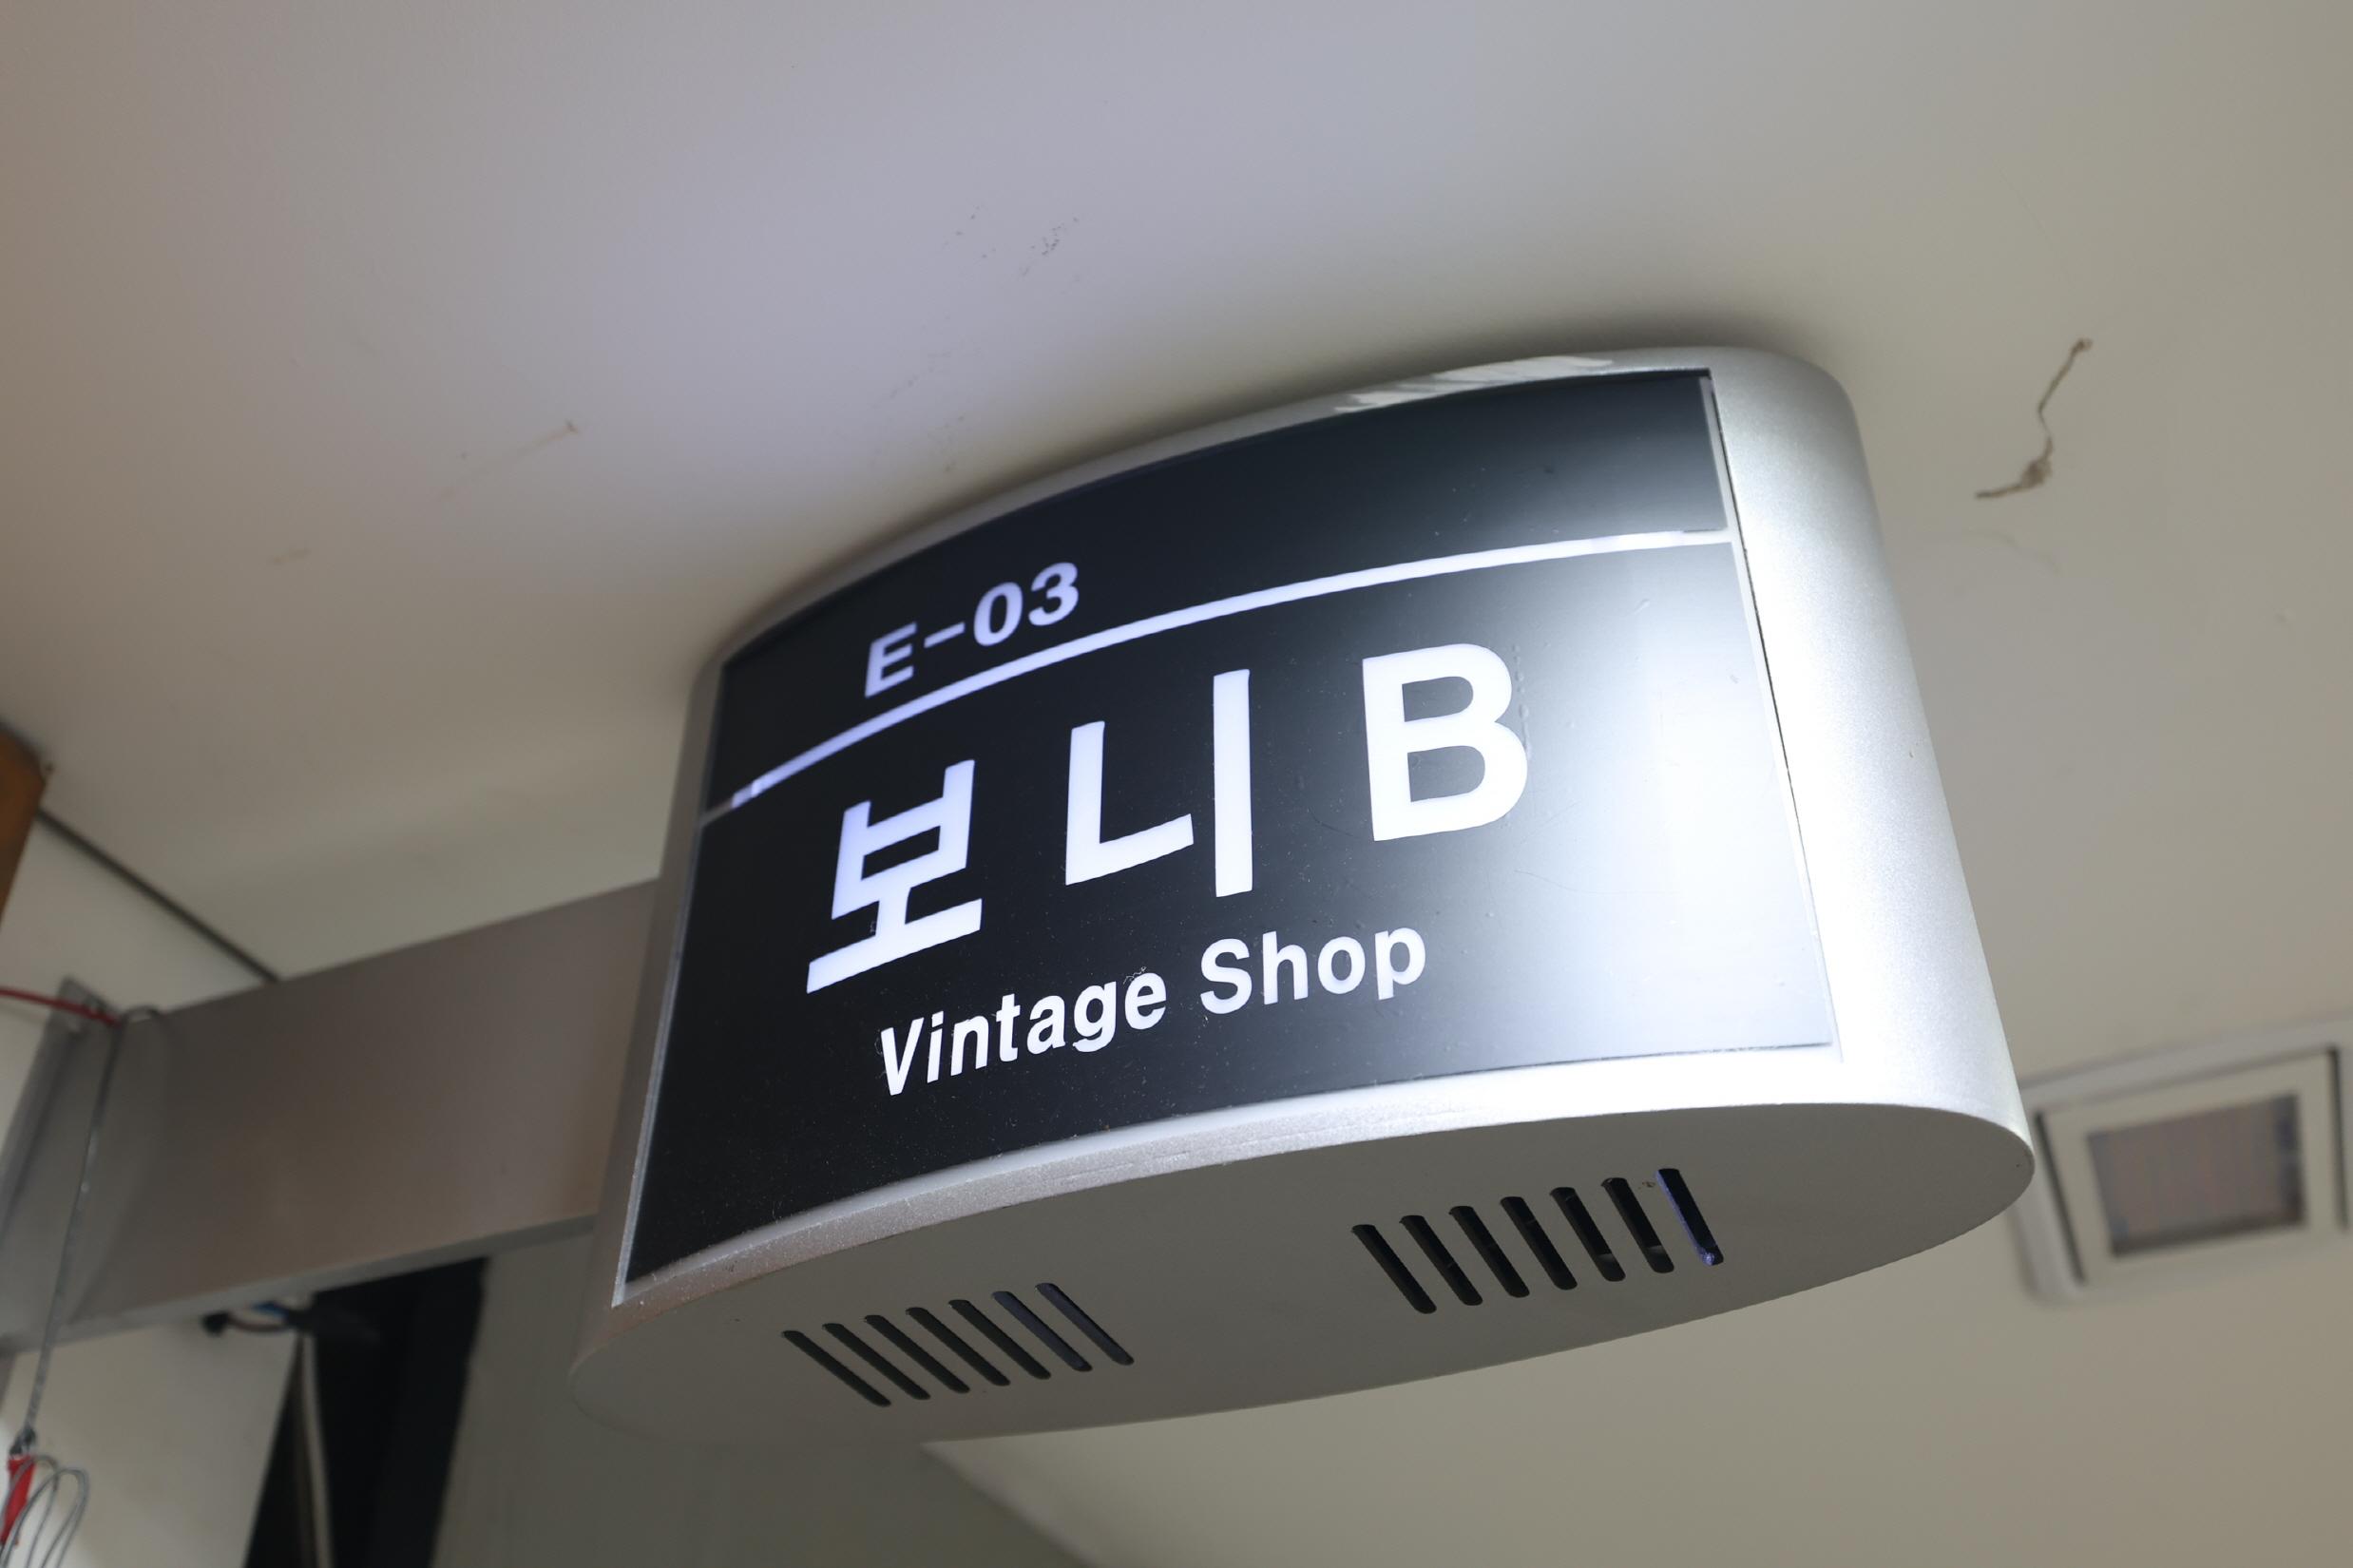 E-03
보니B
Vintage Shop